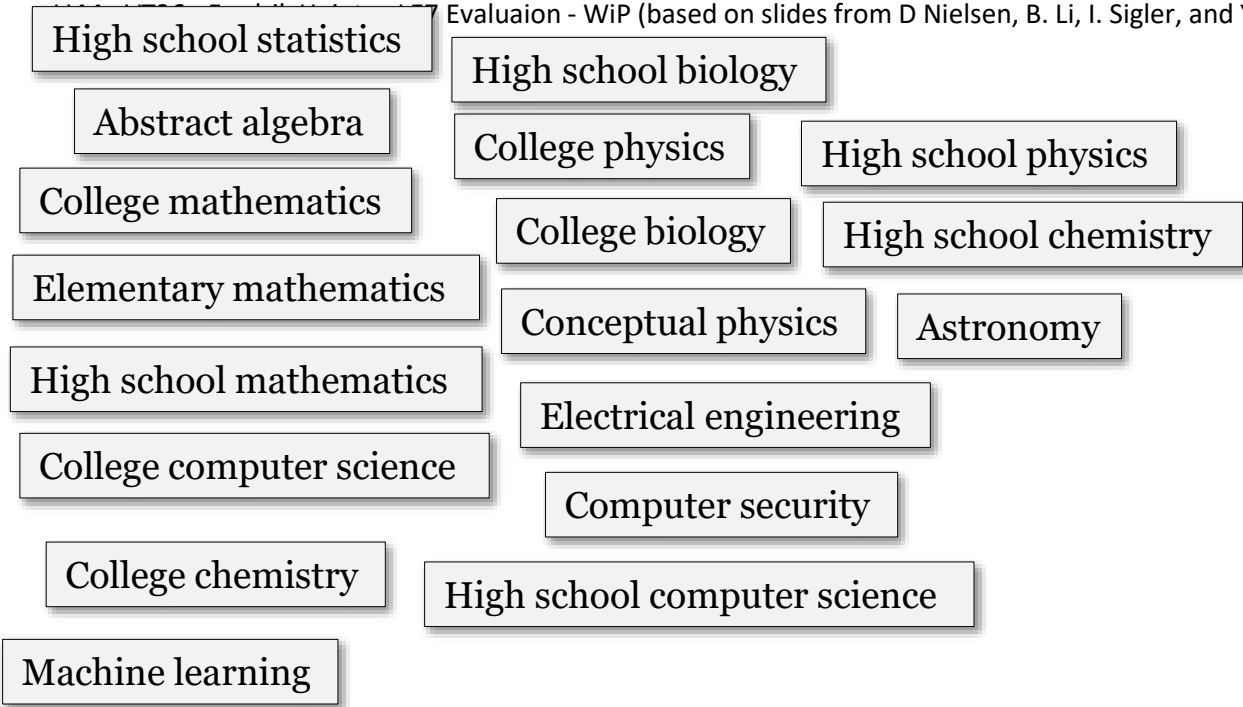 Evaluaion - WiP (based on slides from D Nielsen, B. Li, I. Sigler, and
High school statistics
High school biology
Abstract algebra
College physics
High school physics
College mathematics
College biology
High school chemistry
Elementary mathematics
Conceptual physics
Astronomy
High school mathematics
Electrical engineering
College computer science
Computer security
College chemistry
High school computer science
Machine learning